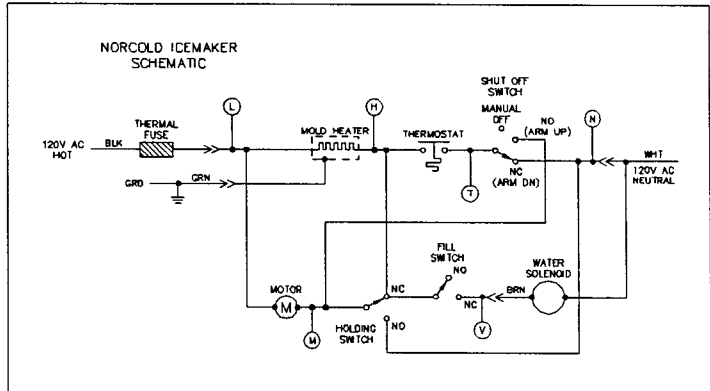 NORCOLD ICEMAKER
SCHEMATIC
SHUT OFF
SWITCH
MANUAL
OFF
NO
(ARM UP)
N
L
H
THERMAL
FUSE
MOLD HEATER
THERMOSTAT
120V AC
HOT
BLK
WHT
120V AC
NEUTRAL
NC
(ARM DN)
T
GRD
GRN
FILL
SWITCH
NO
WATER
SOLENOID
MOTOR
M
NC
NC
BRN
M
HOLDING
SWITCH
NO
V